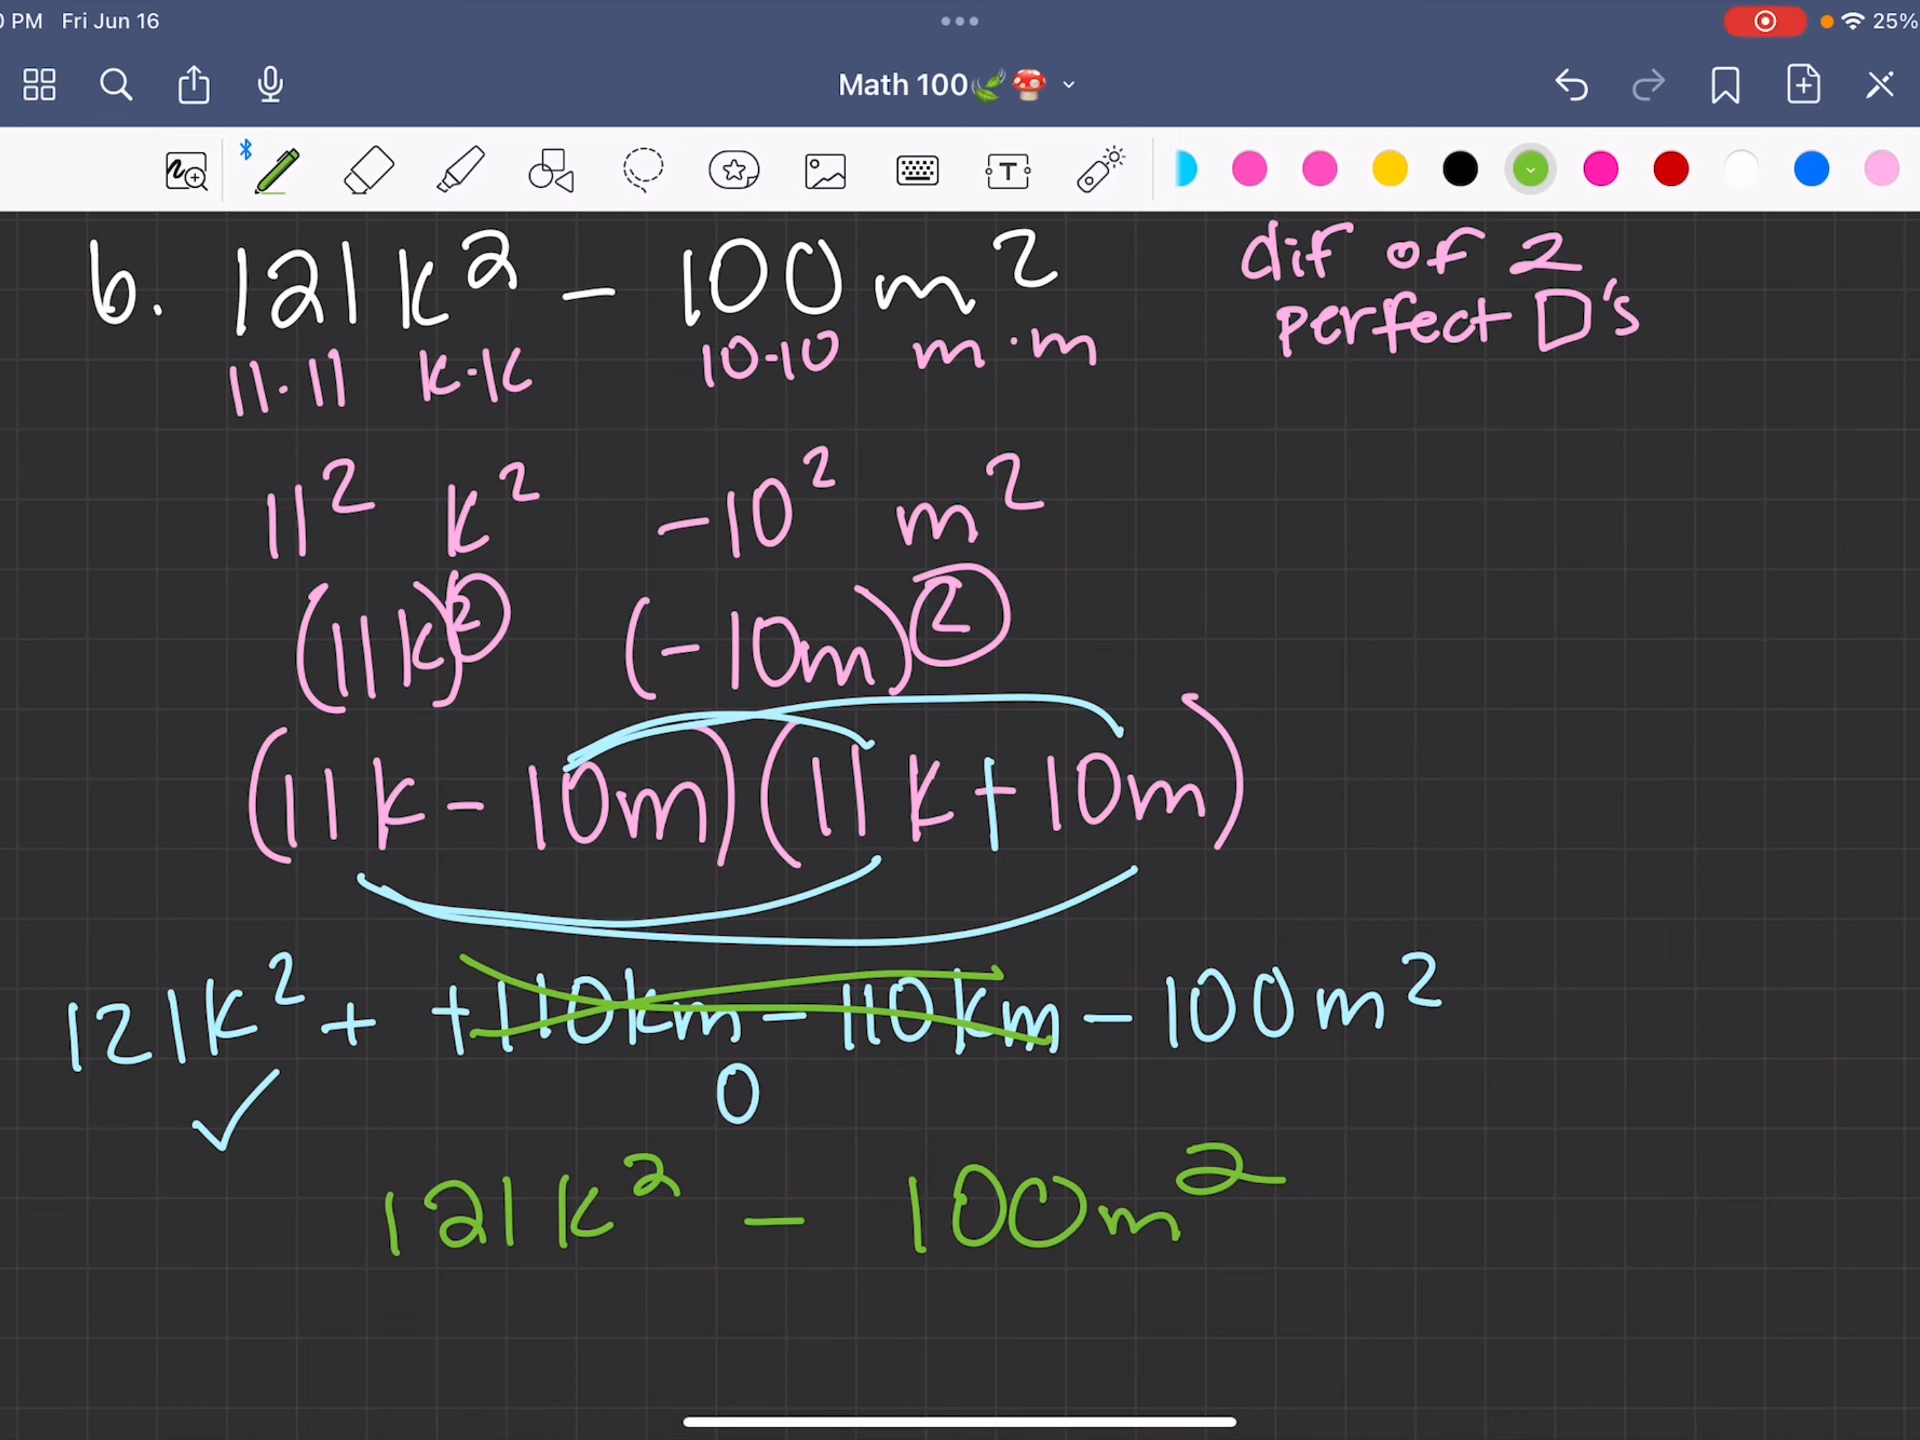 PM Fri Jun 16
25%
Math 100🌿🍄
T
b. 121k² - 100m²
dif of 2
perfect D's
11·11 k·k 10·10 m·m
11² k² -10² m²
(11k)² (-10m)²
(11k - 10m)(11k + 10m)
121k² + +110km - 110km - 100m²
0
121k² - 100m²